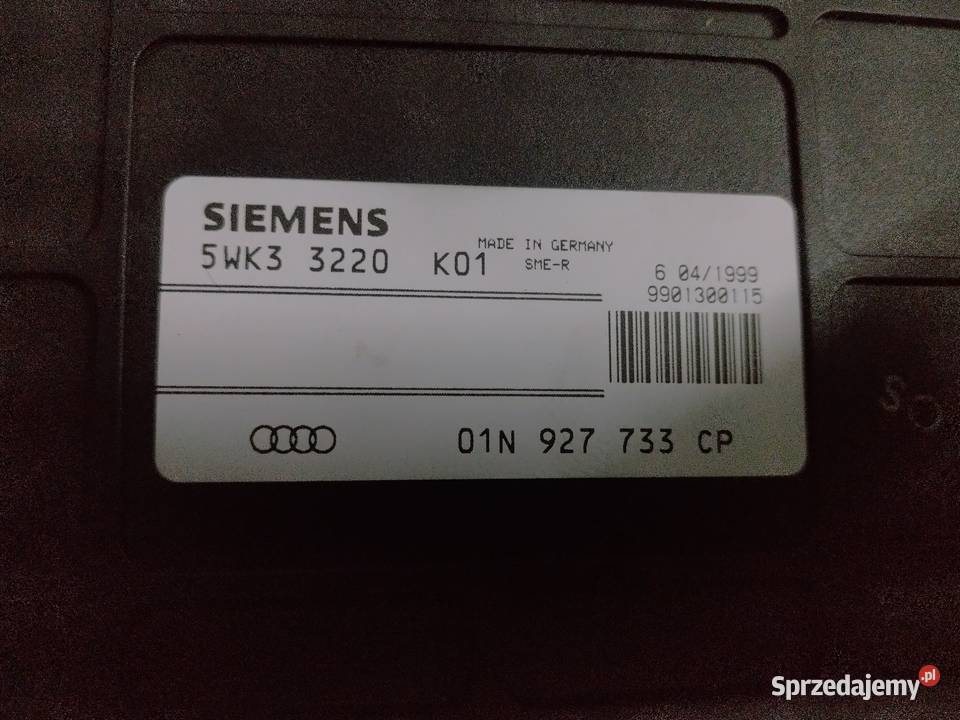 SIEMENS
MADE IN GERMANY
5WK3 3220 K01 SME-R
6 04/1999
9901300115
01N 927 733 CP
S
Sprzedajemy.pl